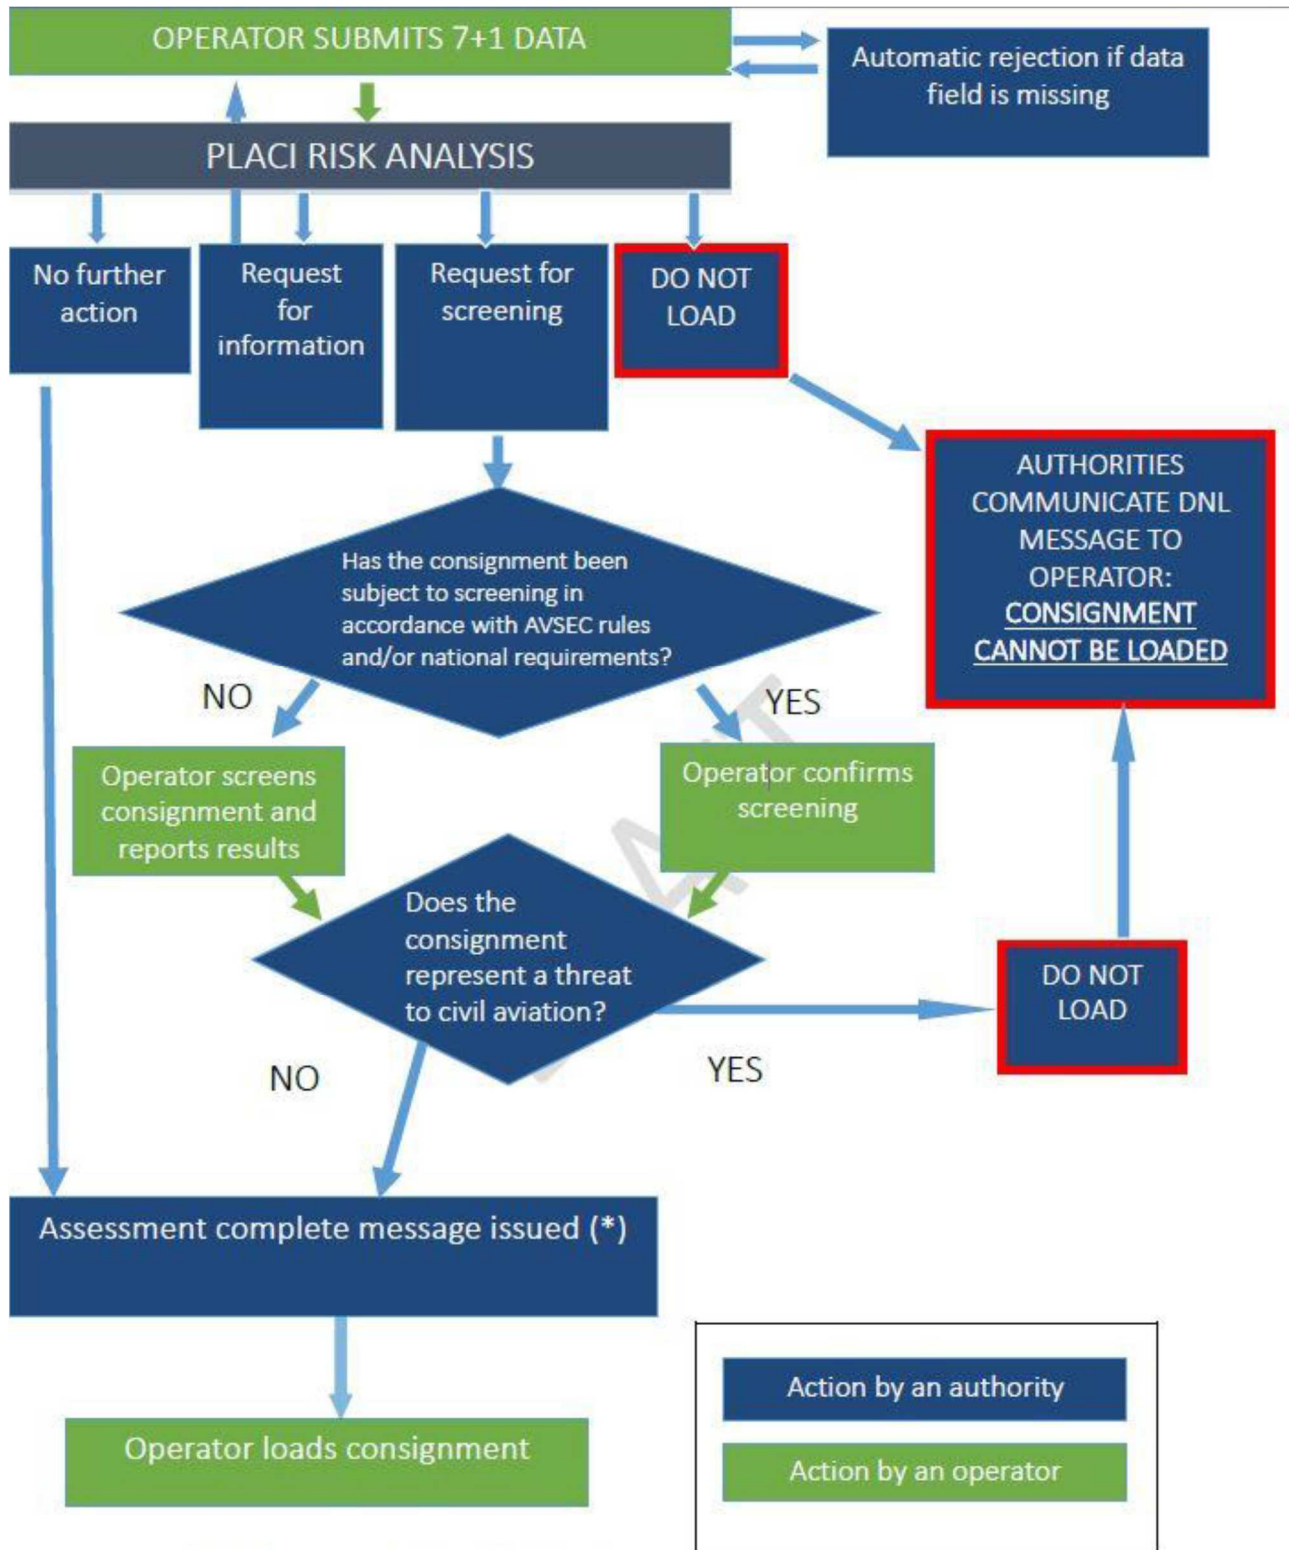 OPERATOR SUBMITS 7+1 DATA
Automatic rejection if data
field is missing
PLACI RISK ANALYSIS
No further
action
Request
for
information
Request for
screening
DO NOT
LOAD
AUTHORITIES
COMMUNICATE DNL
MESSAGE TO
OPERATOR:
CONSIGNMENT
CANNOT BE LOADED
Has the consignment been
subject to screening in
accordance with AVSEC rules
and/or national requirements?
NO
YES
Operator screens
consignment and
reports results
Operator confirms
screening
Does the
consignment
represent a threat
to civil aviation?
DO NOT
LOAD
NO
YES
Assessment complete message issued (*)
Operator loads consignment
Action by an authority
Action by an operator